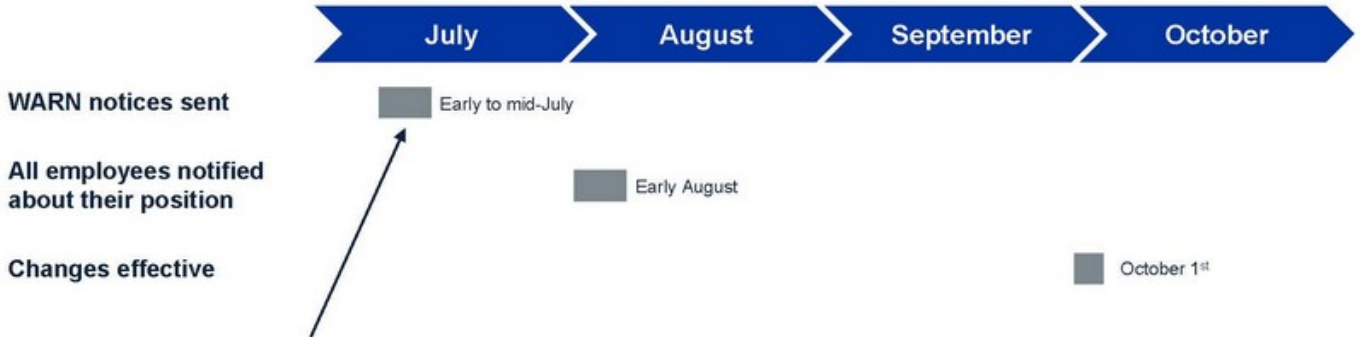 July August September October
WARN notices sent
Early to mid-July
All employees notified
about their position
Early August
Changes effective
October 1st